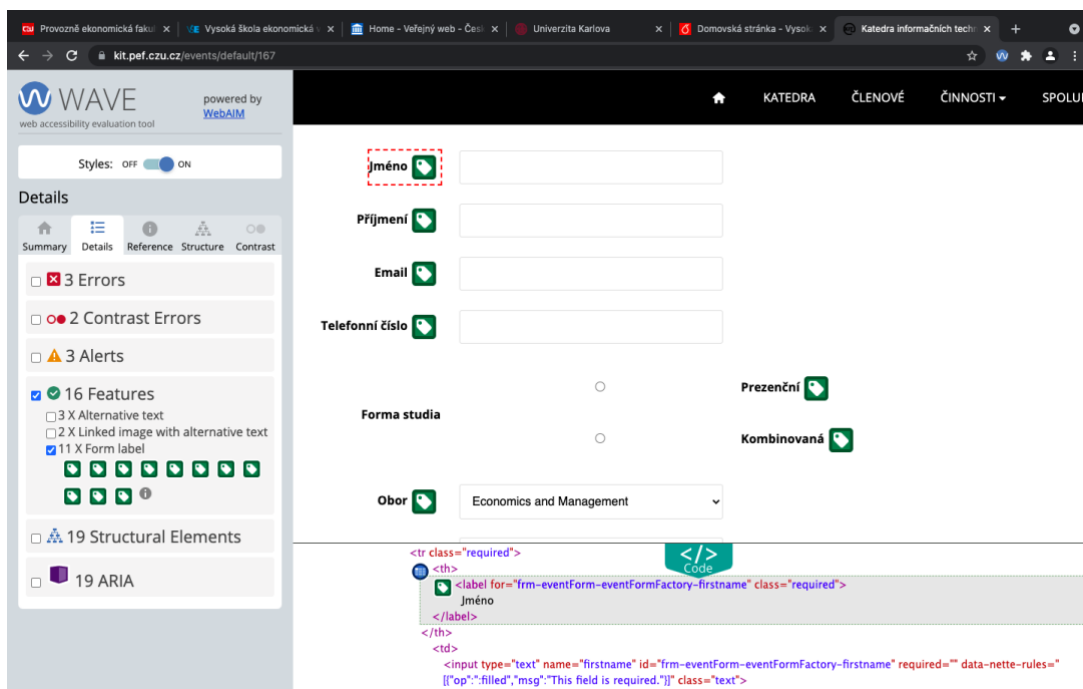 Provozně ekonomická fakul
Vysoká škola ekonomická v
Home - Veřejný web - Česk
Univerzita Karlova
Domovská stránka - Vysok
Katedra informačních techn
kit.pef.czu.cz/events/default/167
WAVE
powered by
WebAIM
web accessibility evaluation tool
KATEDRA ČLENOVÉ ČINNOSTI SPOLU
Styles: OFF ON
Details
Summary Details Reference Structure Contrast
3 Errors
2 Contrast Errors
3 Alerts
16 Features
3 X Alternative text
2 X Linked image with alternative text
11 X Form label
19 Structural Elements
19 ARIA
Jméno
Příjmení
Email
Telefonní číslo
Forma studia
Prezenční
Kombinovaná
Obor
Economics and Management
</>
Code
<tr class="required">
<th>
<label for="frm-eventForm-eventFormFactory-firstname" class="required">
Jméno
</label>
</th>
<td>
<input type="text" name="firstname" id="frm-eventForm-eventFormFactory-firstname" required="" data-nette-rules="
[{"op":":filled","msg":"This field is required."}]" class="text">